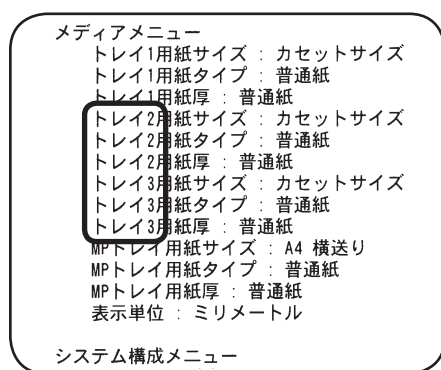 メディアメニュー
トレイ1用紙サイズ : カセットサイズ
トレイ1用紙タイプ : 普通紙
トレイ1用紙厚 : 普通紙
トレイ2用紙サイズ : カセットサイズ
トレイ2用紙タイプ : 普通紙
トレイ2用紙厚 : 普通紙
トレイ3用紙サイズ : カセットサイズ
トレイ3用紙タイプ : 普通紙
トレイ3用紙厚 : 普通紙
MPトレイ用紙サイズ : A4 横送り
MPトレイ用紙タイプ : 普通紙
MPトレイ用紙厚 : 普通紙
表示単位 : ミリメートル
システム構成メニュー